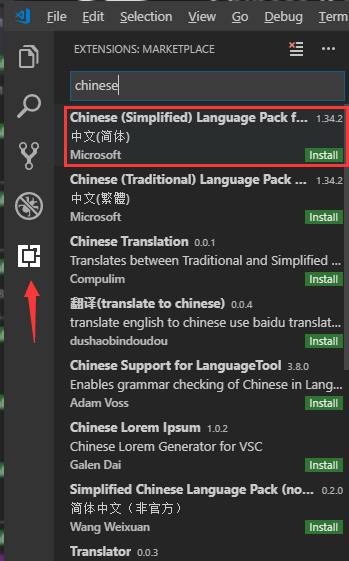 File Edit View Go Debug Term
EXTENSIONS: MARKETPLACE
chinese
Chinese (Simplified) Language Pack f... 1.34.2
中文(简体)
Microsoft Install
Chinese (Traditional) Language Pack ... 1.34.2
中文(繁體)
Microsoft Install
Chinese Translation 0.0.1
Translates between Traditional and Simplified ...
Compulim Install
翻译(translate to chinese) 0.0.4
translate english to chinese use baidu translat...
dushaobindoudou Install
Chinese Support for LanguageTool 3.8.0
Enables grammar checking of Chinese in Lang...
Adam Voss Install
Chinese Lorem Ipsum 1.0.2
Chinese Lorem Generator for VSC
Galen Dai Install
Simplified Chinese Language Pack (no... 0.2.0
简体中文（非官方）
Wang Weixuan Install
Translator 0.0.3